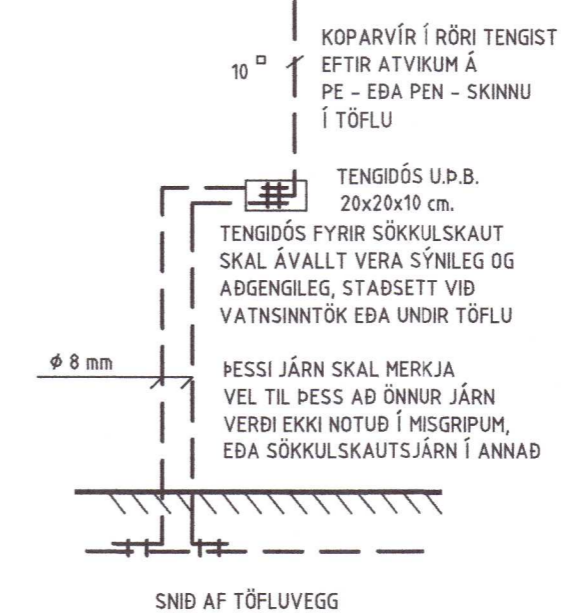 KOPARVÍR Í RÖRI TENGIST
EFTIR ATVIKUM Á
PE - EÐA PEN - SKINNU
Í TÖFLU
10 □
TENGIDÓS U.Þ.B.
20x20x10 cm.
TENGIDÓS FYRIR SÖKKULSKAUT
SKAL ÁVALLT VERA SÝNILEG OG
AÐGENGILEG, STAÐSETT VIÐ
VATNSINNTÖK EÐA UNDIR TÖFLU
ϕ 8 mm
ÞESSI JÁRN SKAL MERKJA
VEL TIL ÞESS AÐ ÖNNUR JÁRN
VERÐI EKKI NOTUÐ Í MISGRIPUM,
EÐA SÖKKULSKAUTSJÁRN Í ANNAÐ
SNIÐ AF TÖFLUVEGG